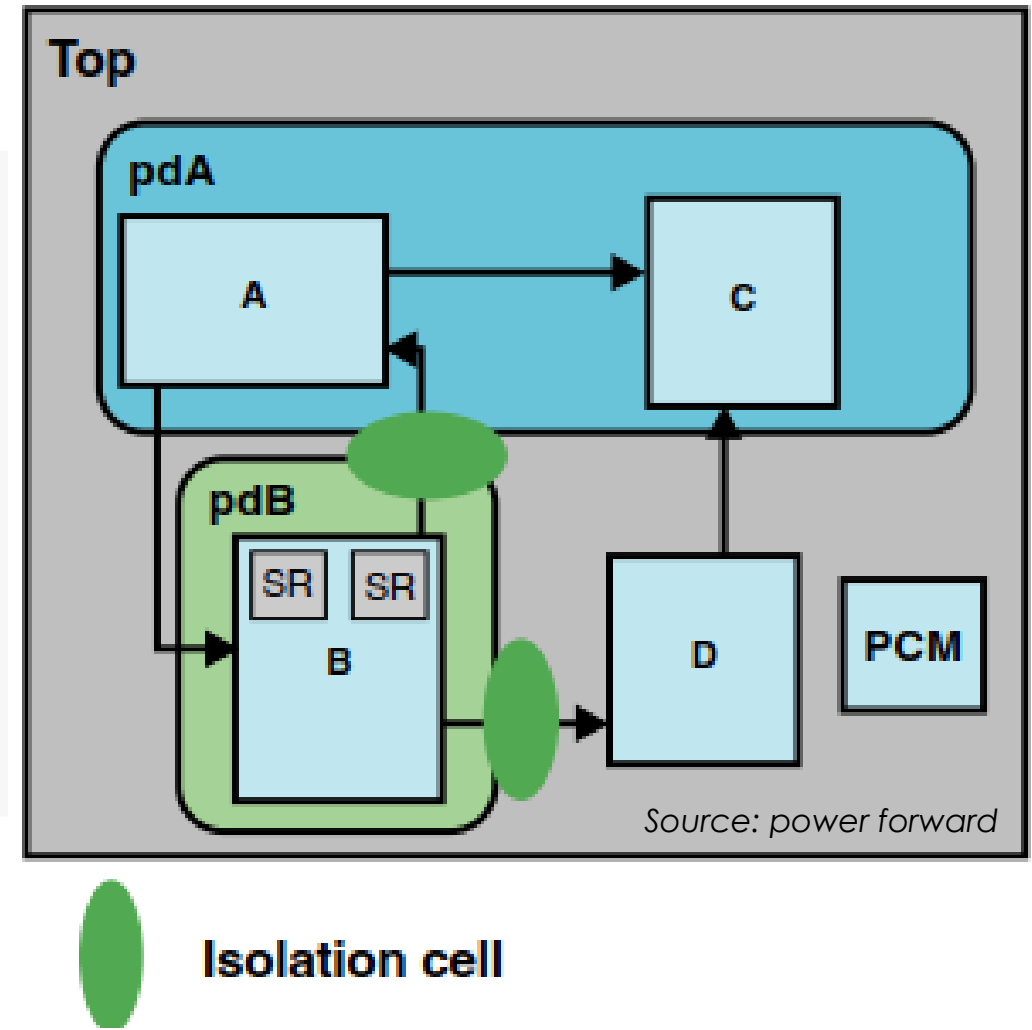 Top
pdA
A
C
pdB
SR
SR
B
D
PCM
Source: power forward
Isolation cell